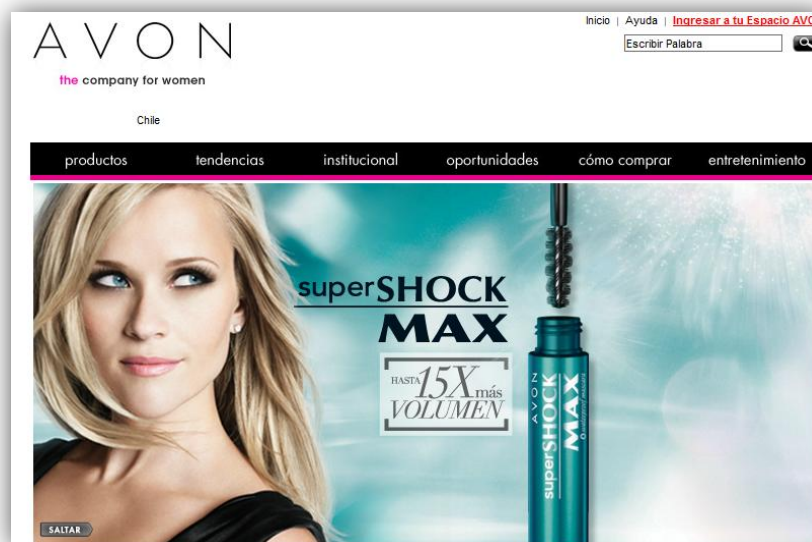 AVON
the company for women
Chile
Inicio | Ayuda | Ingresar a tu Espacio AVO
Escribir Palabra
productos tendencias institucional oportunidades cómo comprar entretenimiento
superSHOCK
MAX
HASTA 15X más
VOLUMEN
AVON
superSHOCK
MAX
SALTAR